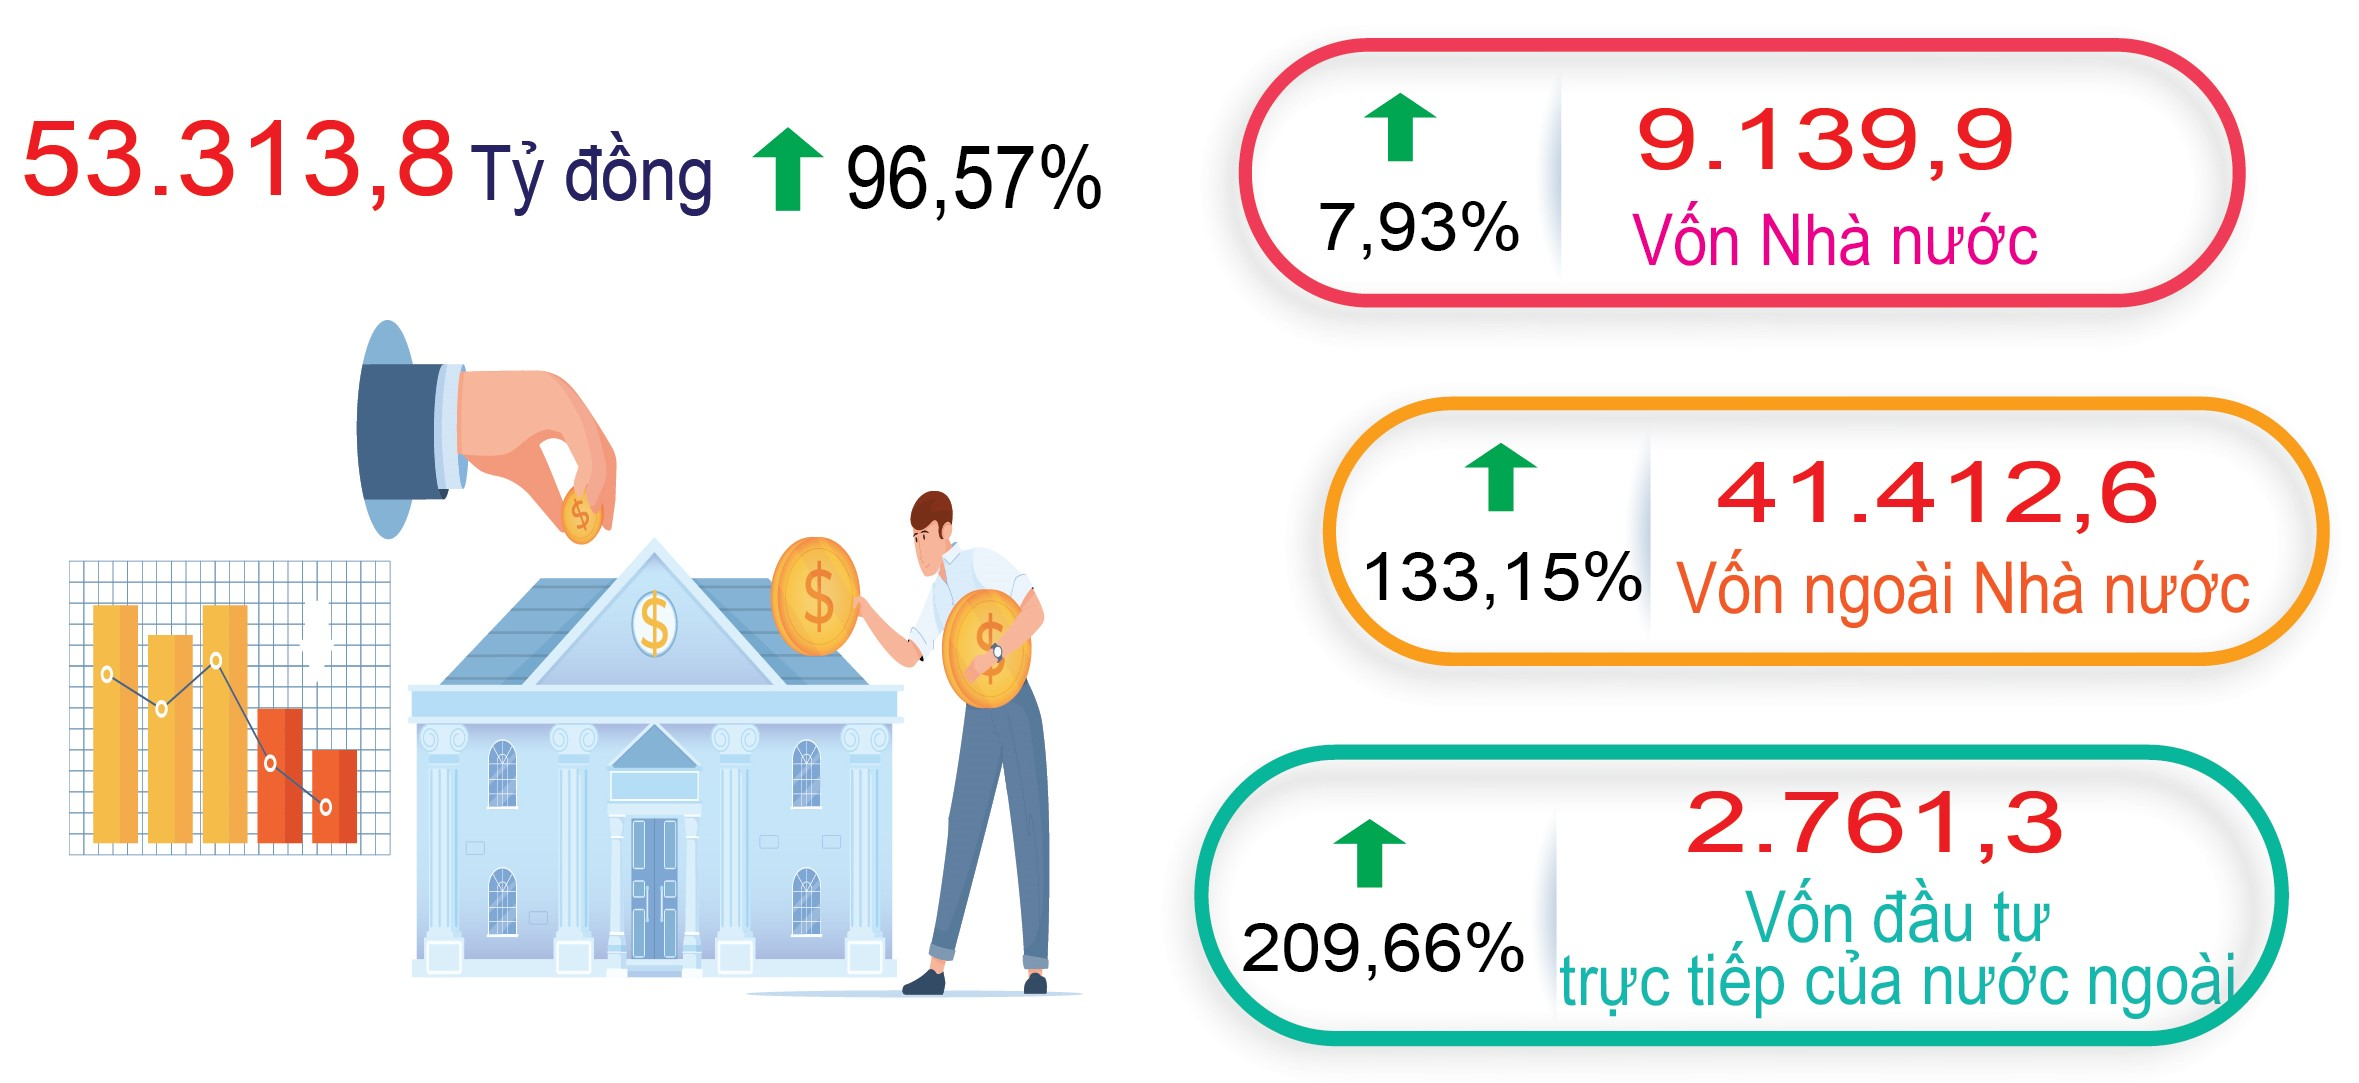 53.313,8 Tỷ đồng 96,57%
9.139,9
7,93%
Vốn Nhà nước
41.412,6
133,15%
Vốn ngoài Nhà nước
2.761,3
209,66%
Vốn đầu tư
trực tiếp của nước ngoài
$
$
$
$